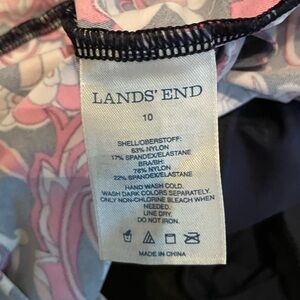 LANDS' END
10
SHELL/OBERSTOFF:
83% NYLON
17% SPANDEX/ELASTANE
BRA/BH:
78% NYLON
22% SPANDEX/ELASTANE
HAND WASH COLD.
WASH DARK COLORS SEPARATELY.
ONLY NON-CHLORINE BLEACH WHEN
NEEDED.
LINE DRY.
DO NOT IRON.
MADE IN CHINA